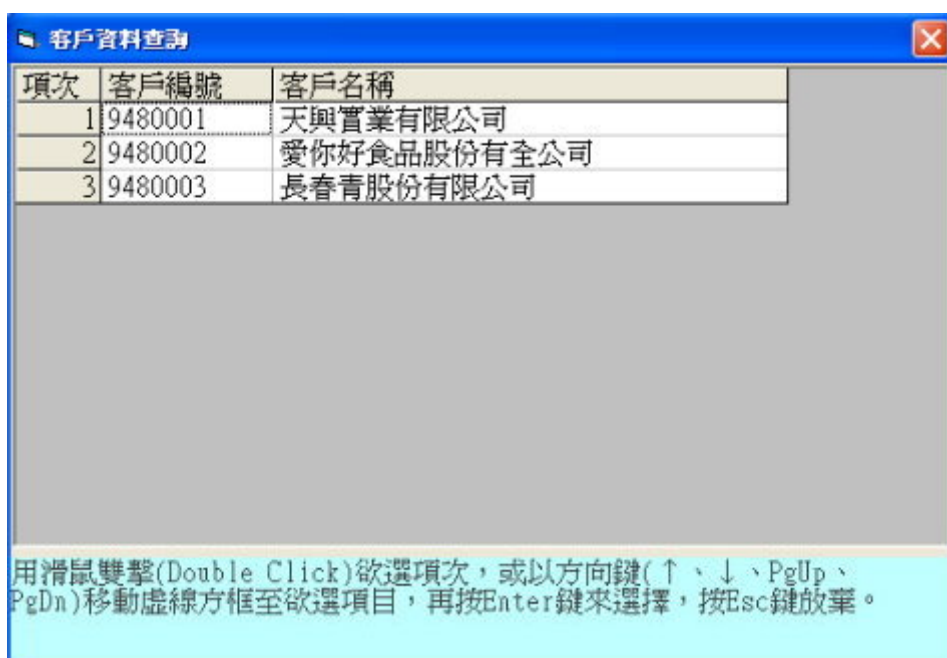 客戶資料查詢
項次 客戶編號 客戶名稱
1 9480001 天興實業有限公司
2 9480002 愛你好食品股份有全公司
3 9480003 長春青股份有限公司
用滑鼠雙擊(Double Click)欲選項次，或以方向鍵(↑、↓、PgUp、
PgDn)移動虛線方框至欲選項目，再按Enter鍵來選擇，按Esc鍵放棄。